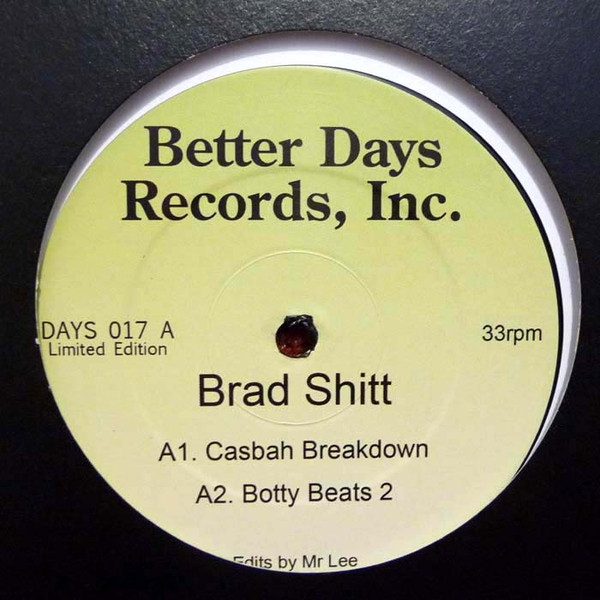 Better Days
Records, Inc.
DAYS 017 A
Limited Edition
33rpm
Brad Shitt
A1. Casbah Breakdown
A2. Botty Beats 2
Edits by Mr Lee